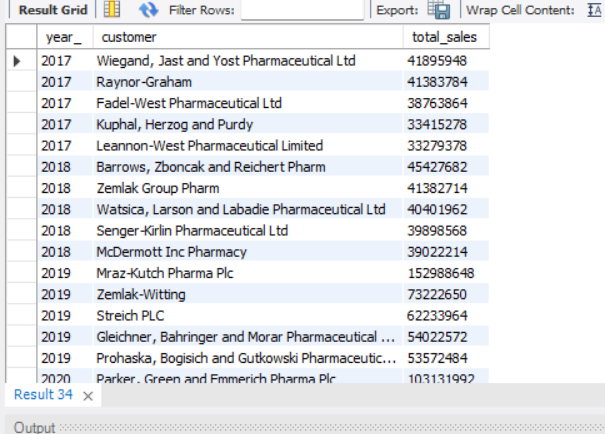 Result Grid Filter Rows: Export: Wrap Cell Content: IA
year_ customer total_sales
2017 Wiegand, Jast and Yost Pharmaceutical Ltd 41895948
2017 Raynor-Graham 41383784
2017 Fadel-West Pharmaceutical Ltd 38763864
2017 Kuphal, Herzog and Purdy 33415278
2017 Leannon-West Pharmaceutical Limited 33279378
2018 Barrows, Zboncak and Reichert Pharm 45427682
2018 Zemlak Group Pharm 41382714
2018 Watsica, Larson and Labadie Pharmaceutical Ltd 40401962
2018 Senger-Kirlin Pharmaceutical Ltd 39898568
2018 McDermott Inc Pharmacy 39022214
2019 Mraz-Kutch Pharma Plc 152988648
2019 Zemlak-Witting 73222650
2019 Streich PLC 62233964
2019 Gleichner, Bahringer and Morar Pharmaceutical ... 54022572
2019 Prohaska, Bogisich and Gutkowski Pharmaceutic... 53572484
2020 Parker, Green and Emmerich Pharma Plc 103131992
Result 34
Output